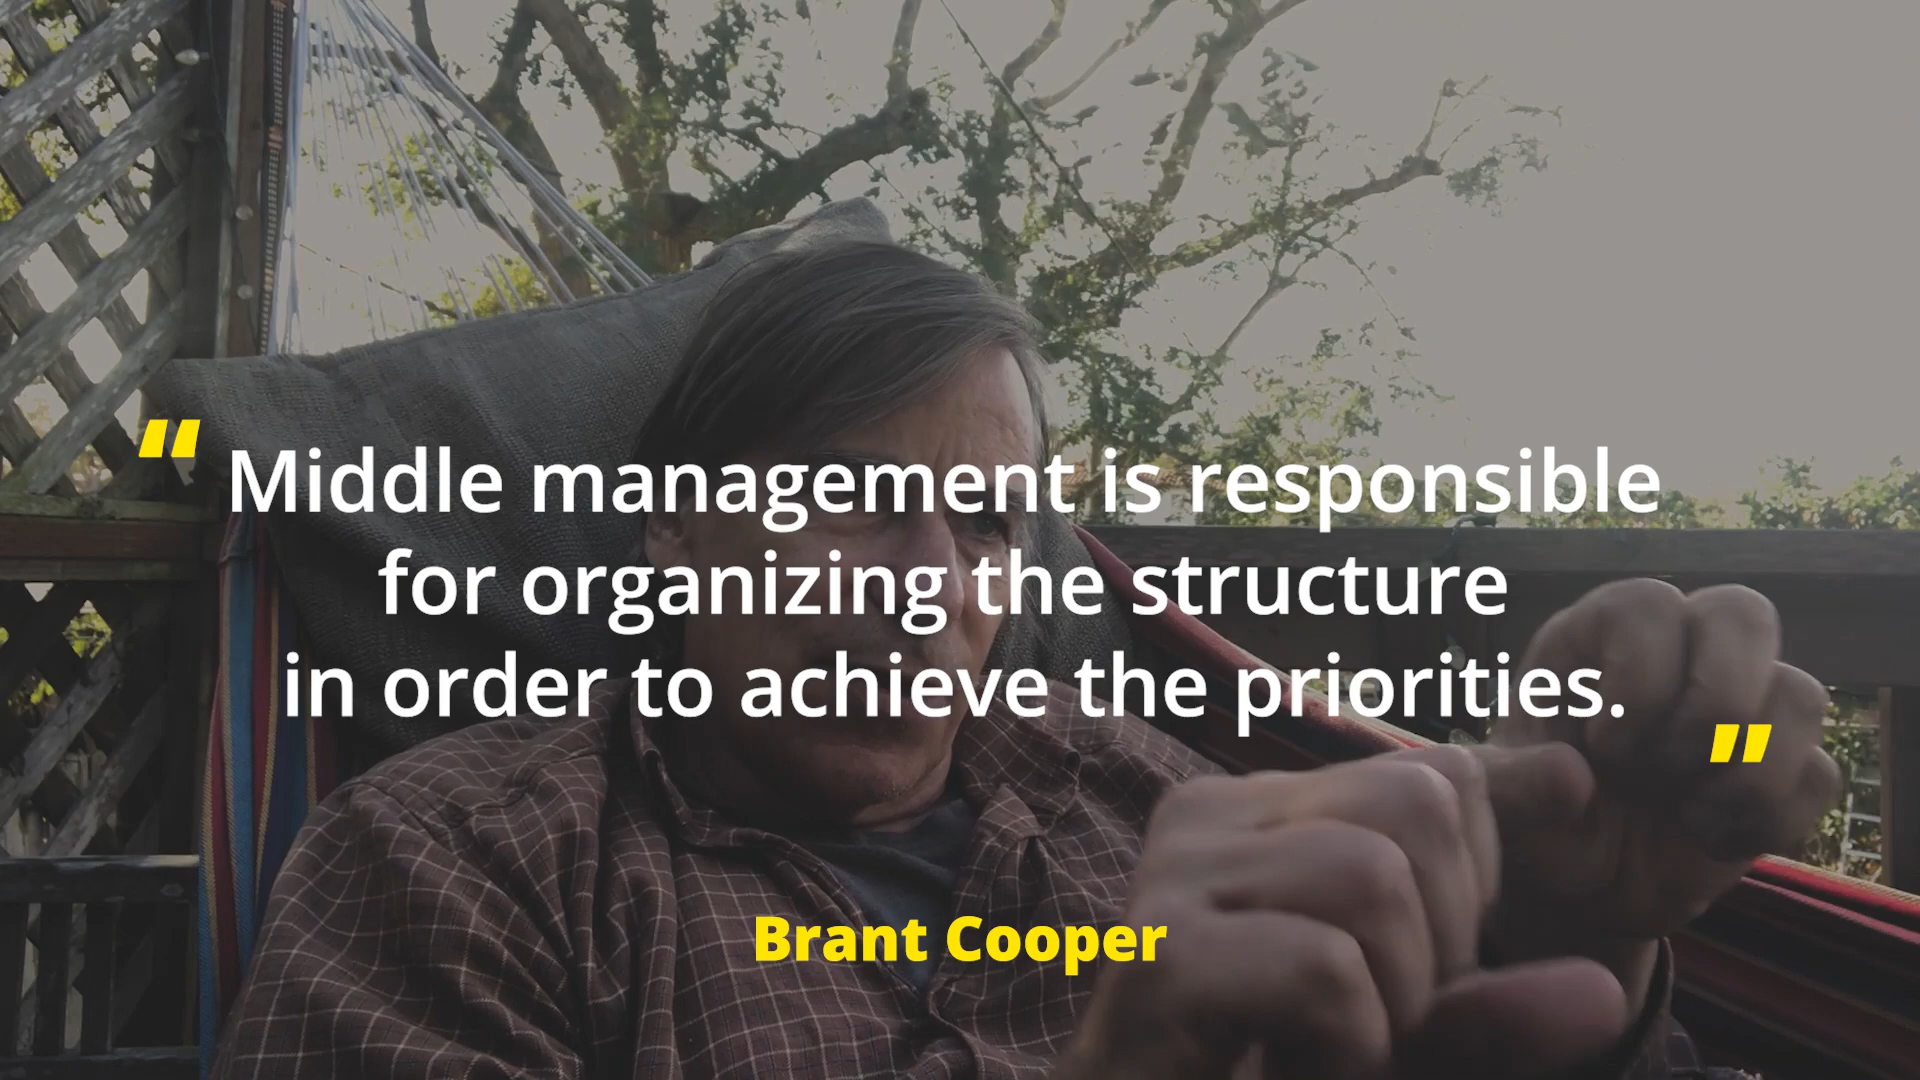 “Middle management is responsible
for organizing the structure
in order to achieve the priorities.”
Brant Cooper